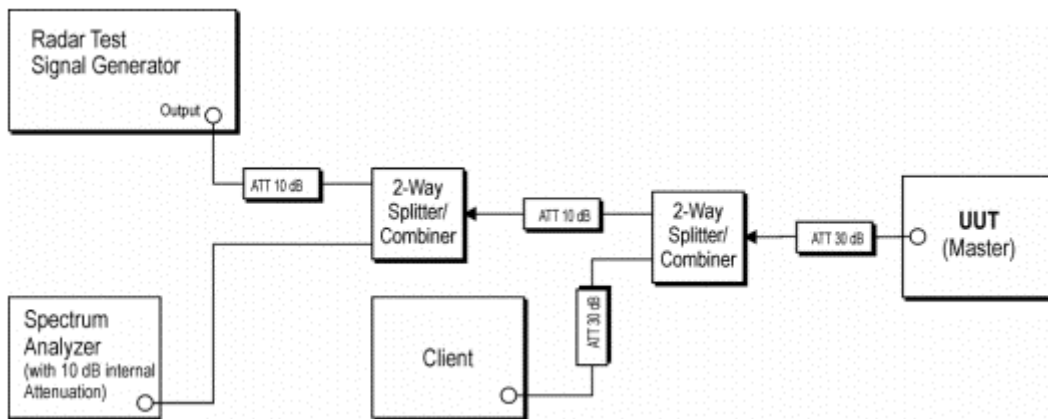 Radar Test
Signal Generator
Output
ATT 10 dB
2-Way
Splitter/
Combiner
ATT 10 dB
2-Way
Splitter/
Combiner
ATT 30 dB
UUT
(Master)
Spectrum
Analyzer
(with 10 dB internal
Attenuation)
Client
ATT 30 dB